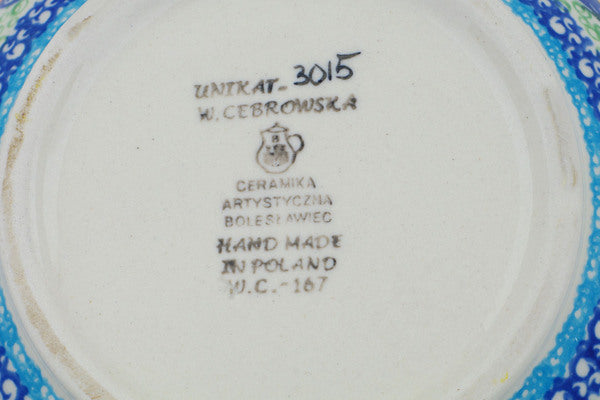 UNIKAT-3015
W. CEBROWSKA
B
CERAMIKA
ARTYSTYCZNA
BOLESŁAWIEC
HAND MADE
IN POLAND
W.C.-167